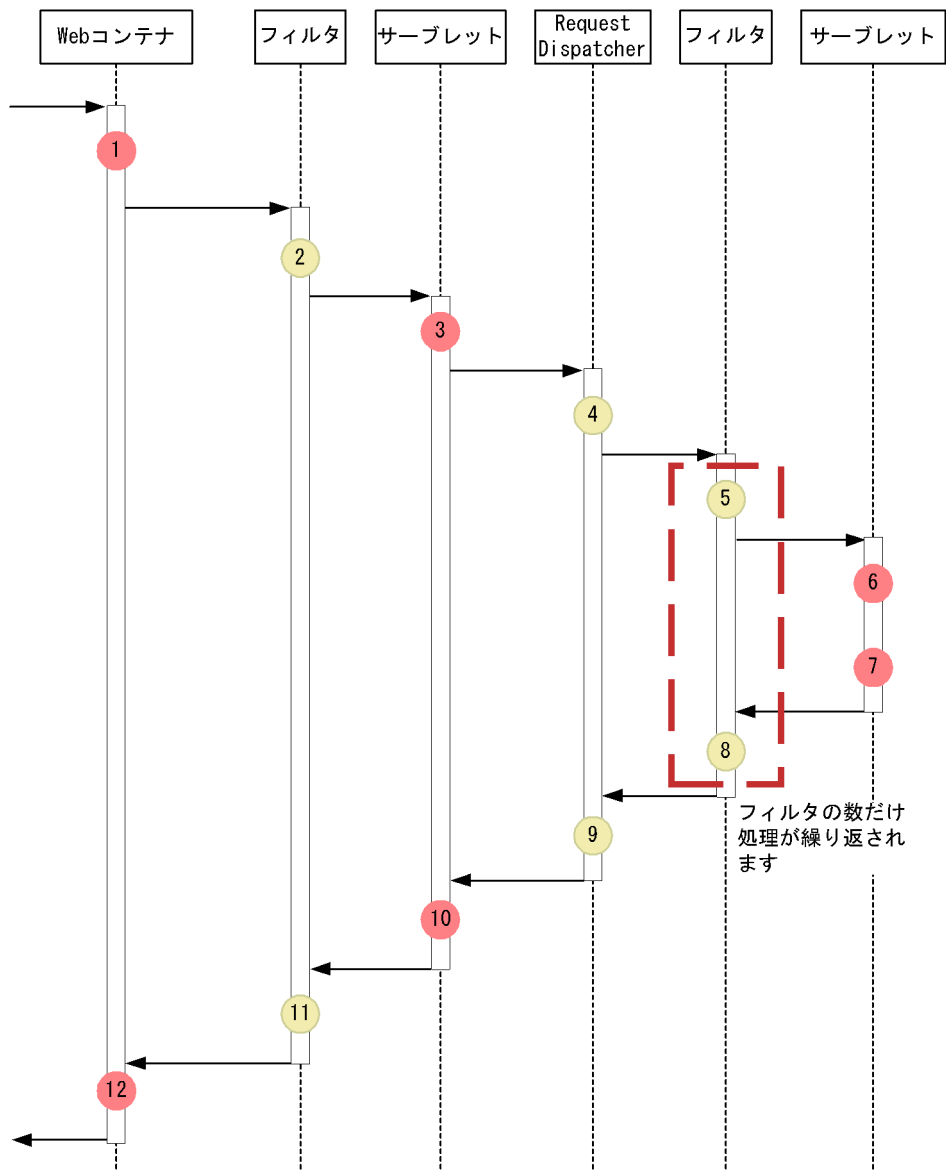 Webコンテナ
フィルタ
サーブレット
Request
Dispatcher
フィルタ
サーブレット
1
2
3
4
5
6
7
8
フィルタの数だけ
処理が繰り返され
ます
9
10
11
12